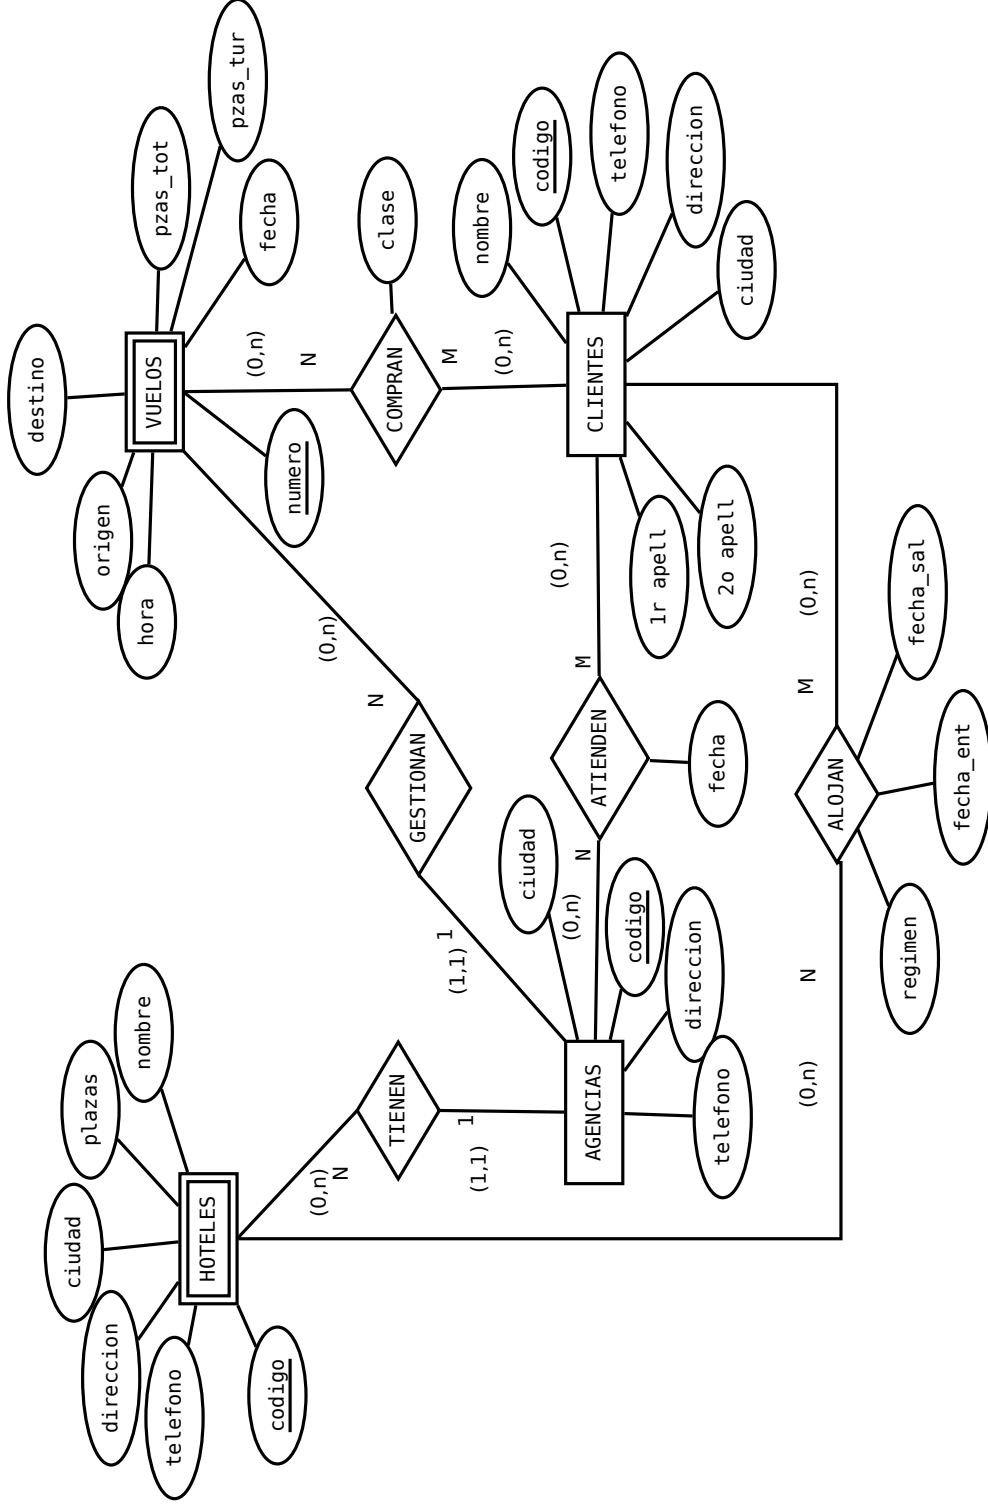 direccion
telefono
codigo
ciudad
HOTELES
plazas
nombre
(0,n)
N
TIENEN
1
(1,1)
AGENCIAS
telefono
direccion
codigo
ciudad
(1,1)
1
GESTIONAN
N
(0,n)
(0,n)
N
ATIENDEN
fecha
M
(0,n)
(0,n)
N
regimen
ALOJAN
fecha_ent
fecha_sal
M
(0,n)
hora
origen
destino
VUELOS
numero
pzas_tot
pzas_tur
fecha
(0,n)
N
COMPRAN
clase
M
(0,n)
CLIENTES
1r apell
2o apell
nombre
codigo
telefono
direccion
ciudad